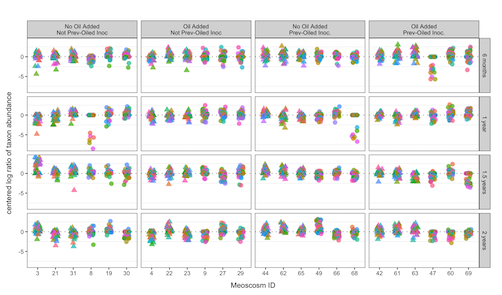 No Oil Added
Not Prev-Oiled Inoc.
Oil Added
Not Prev-Oiled Inoc.
No Oil Added
Prev-Oiled Inoc.
Oil Added
Prev-Oiled Inoc.
centered log ratio of taxon abundance
0
-5
6 months
0
-5
1 year
0
-5
1.5 years
0
-5
2 years
3 21 31 8 19 30
4 22 23 9 27 29
44 62 65 49 66 68
42 61 63 47 60 69
Meoscosm ID